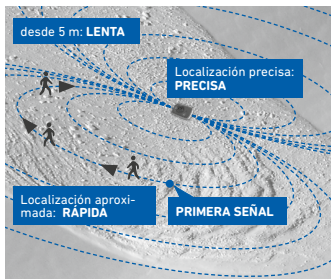 desde 5 m: LENTA
Localización precisa:
PRECISA
Localización aproxi-
mada: RÁPIDA
PRIMERA SEÑAL